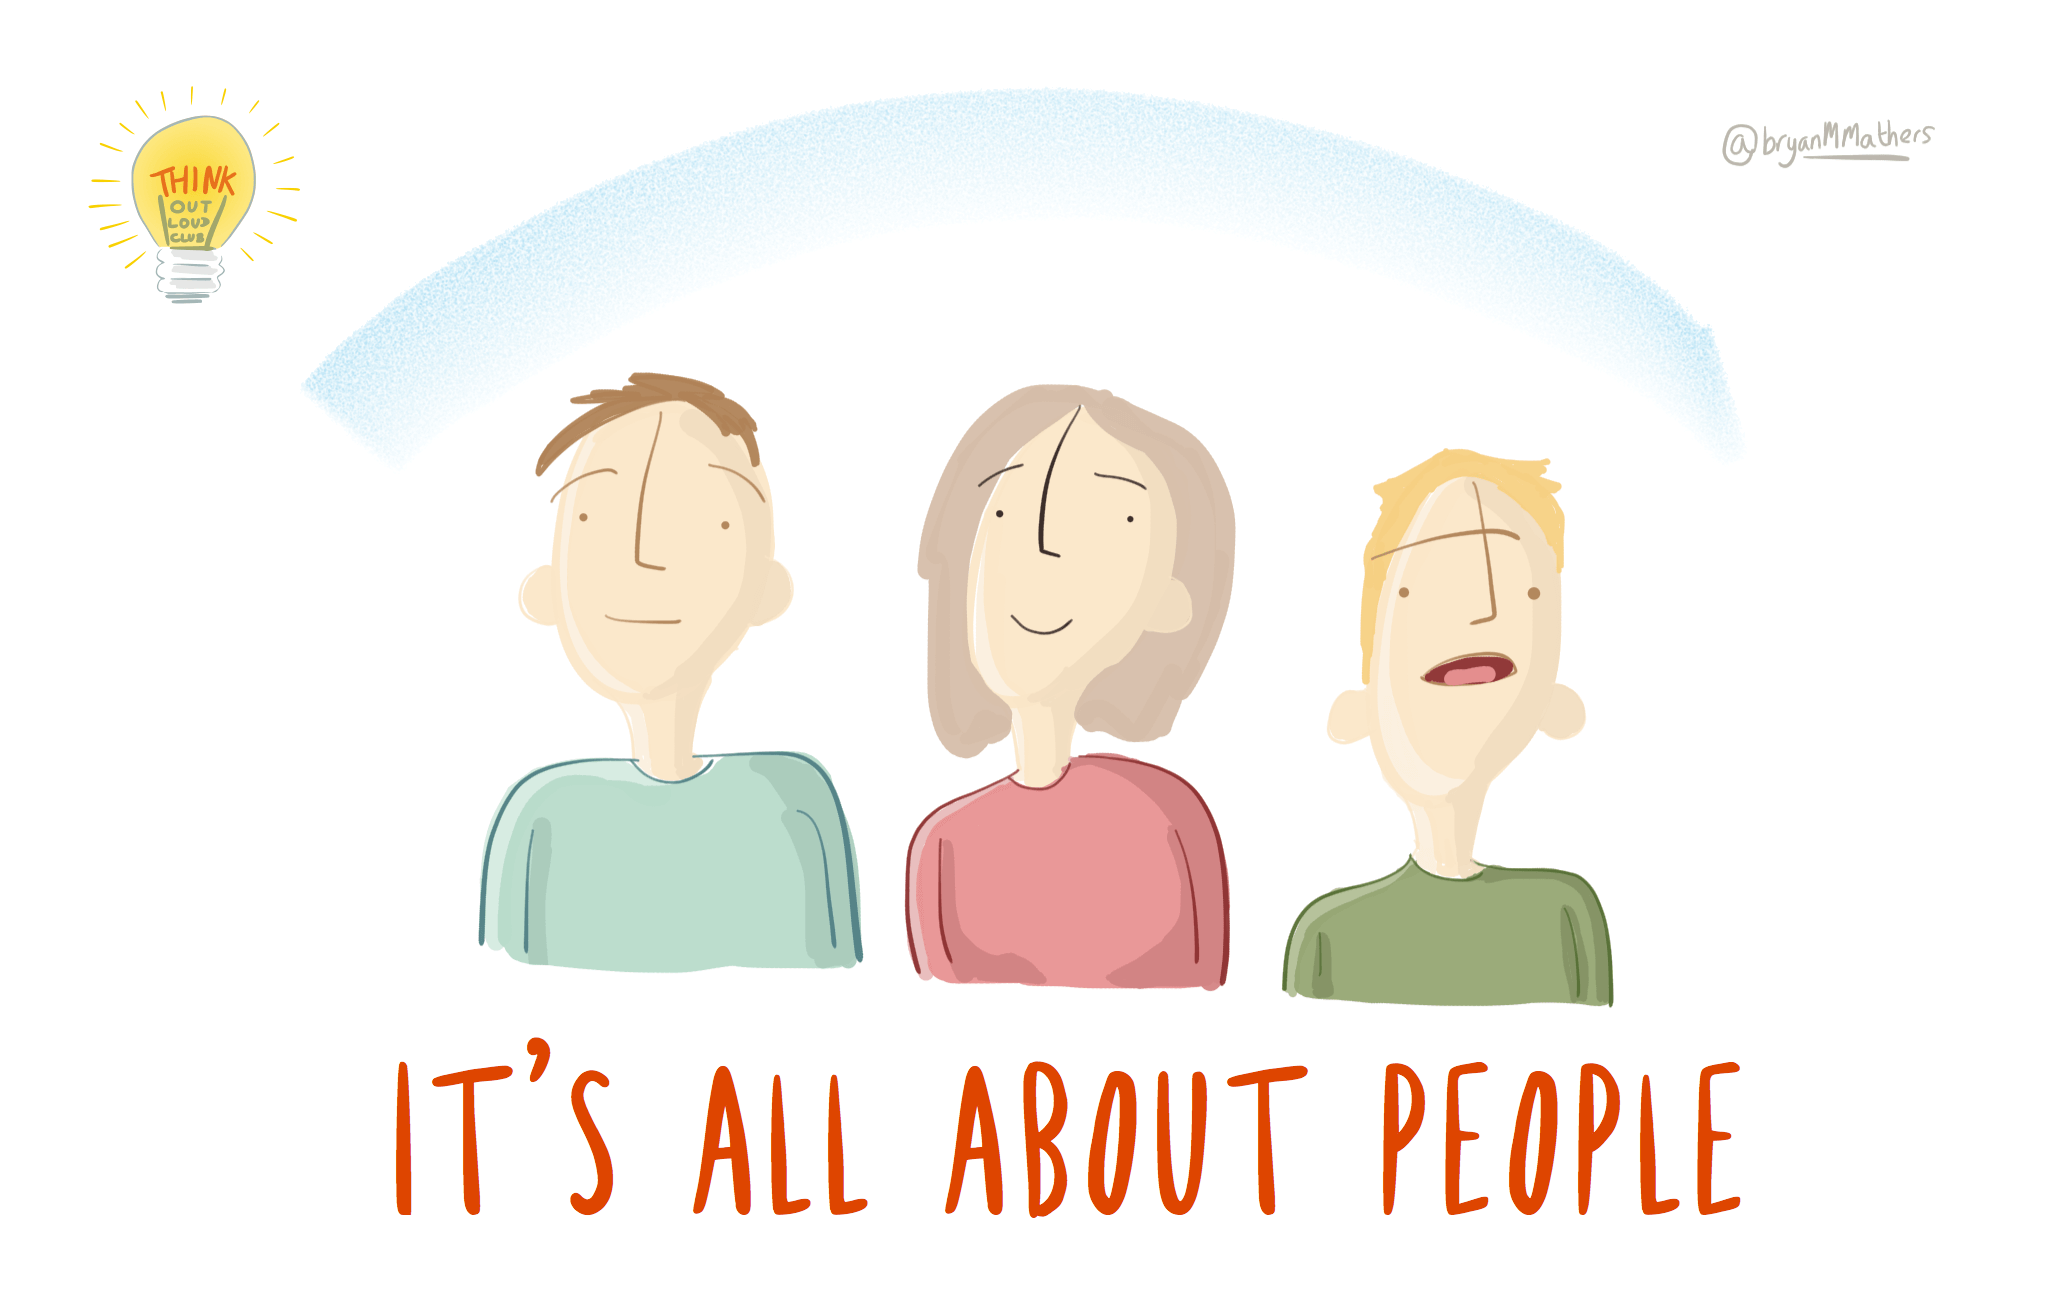 THINK
OUT
LOUD
CLUB
@bryanMMathers
IT'S ALL ABOUT PEOPLE